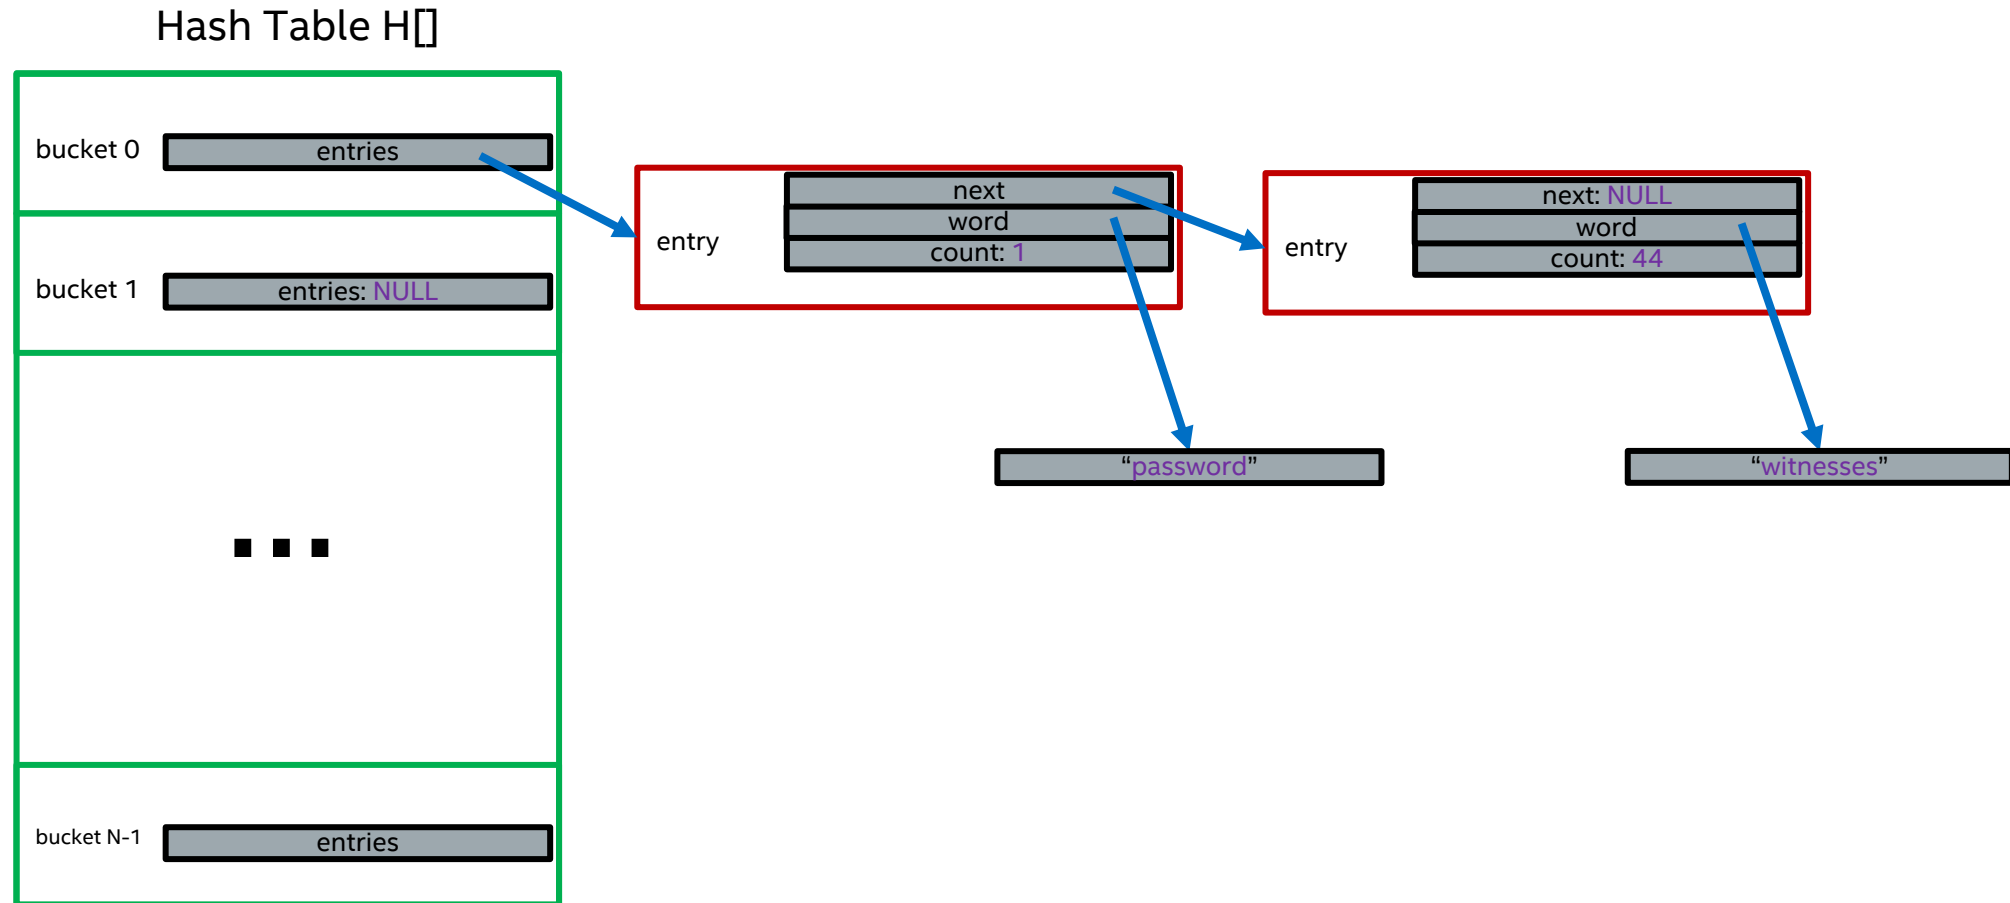 Hash Table H[]
bucket 0
entries
bucket 1
entries: NULL
bucket N-1
entries
entry
next
word
count: 1
“password”
entry
next: NULL
word
count: 44
“witnesses”